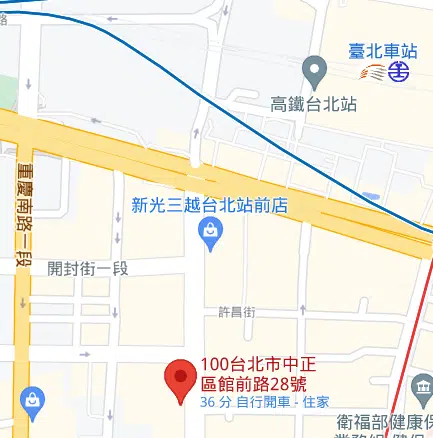 路
臺北車站
高鐵台北站
重慶南路一段
新光三越台北站前店
開封街一段
許昌街
100台北市中正
區館前路28號
36 分 自行開車 - 住家
衛福部健康保